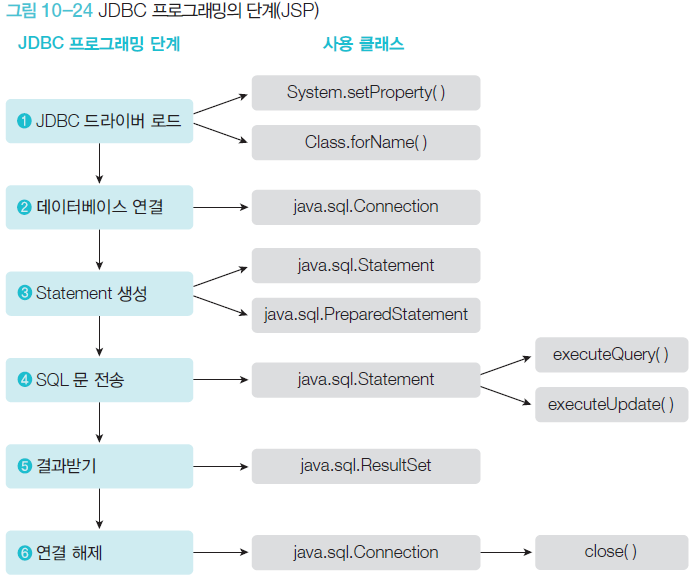 그림 10-24 JDBC 프로그래밍의 단계(JSP)
JDBC 프로그래밍 단계
사용 클래스
❶ JDBC 드라이버 로드
System.setProperty( )
Class.forName( )
❷ 데이터베이스 연결
java.sql.Connection
❸ Statement 생성
java.sql.Statement
java.sql.PreparedStatement
❹ SQL 문 전송
java.sql.Statement
executeQuery( )
executeUpdate( )
❺ 결과받기
java.sql.ResultSet
❻ 연결 해제
java.sql.Connection
close( )